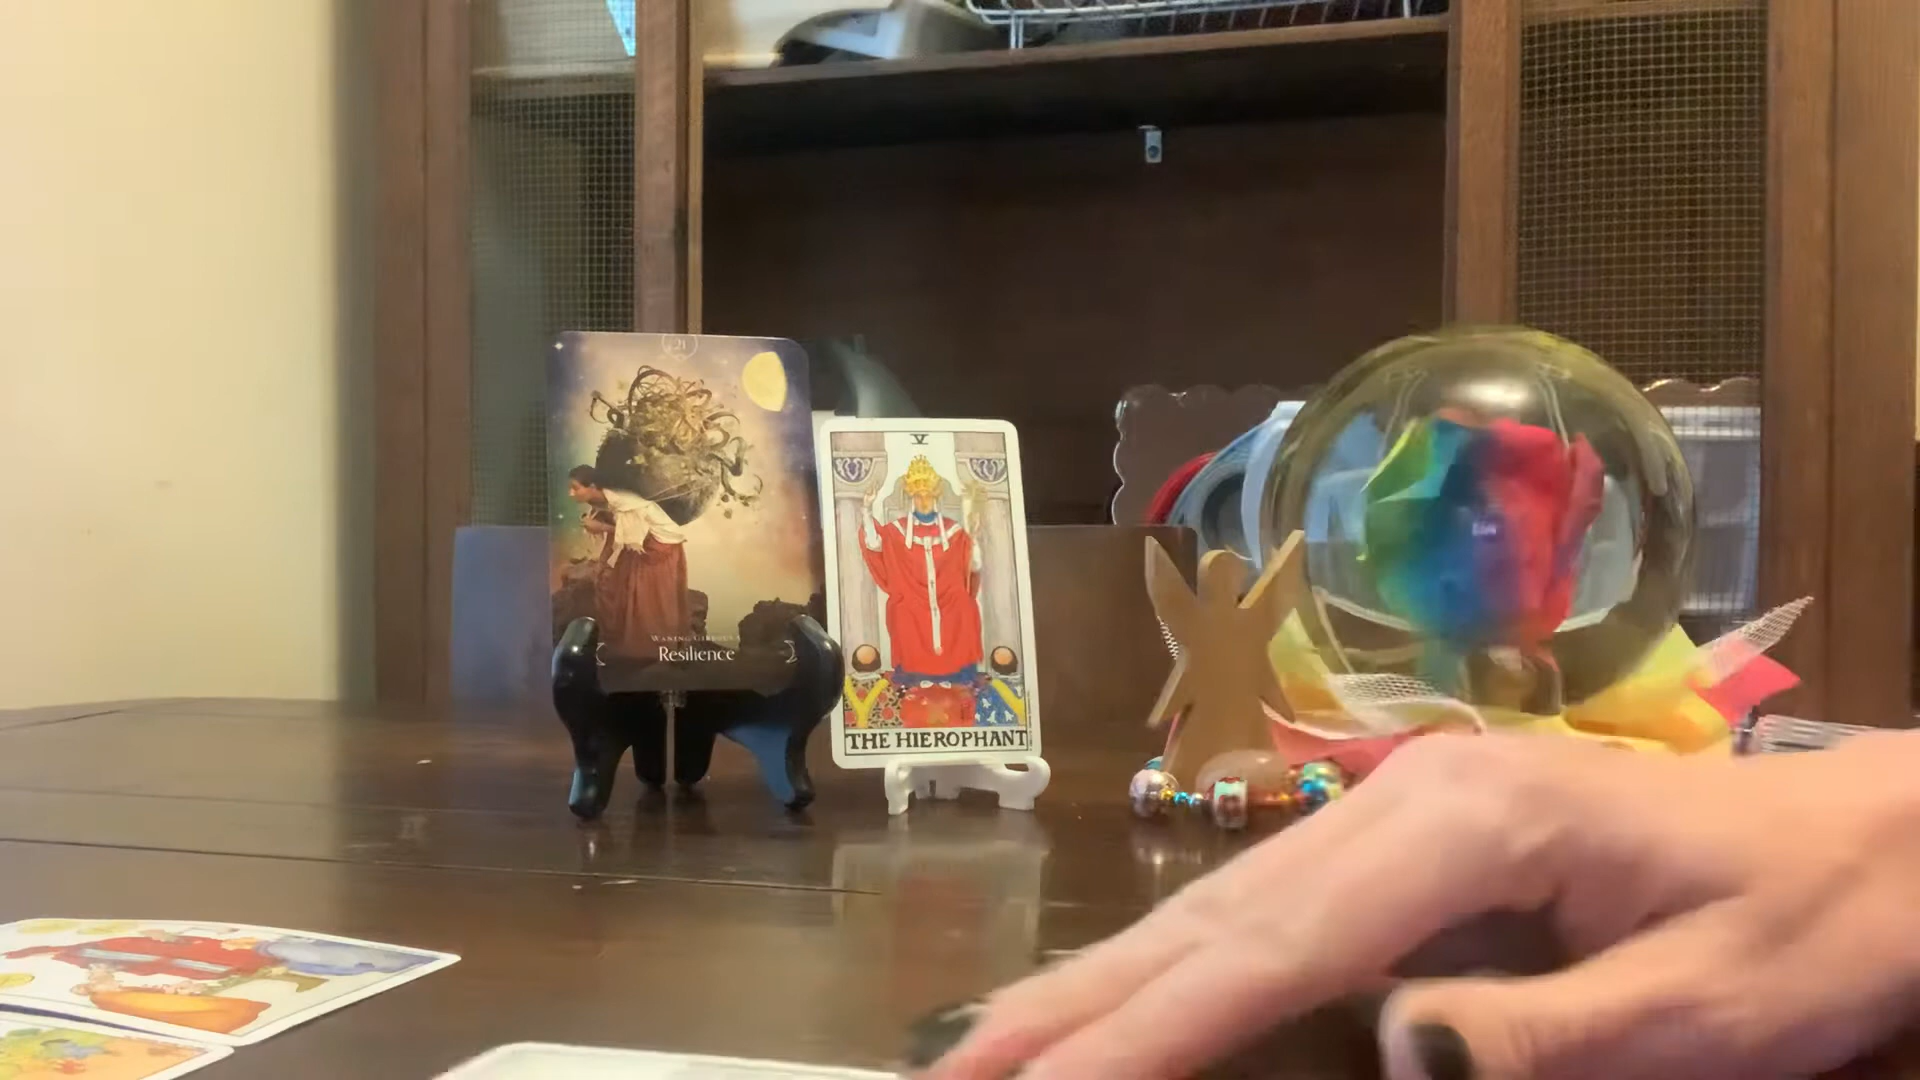 21
WANING GIBBOUS
Resilience
V
THE HIEROPHANT